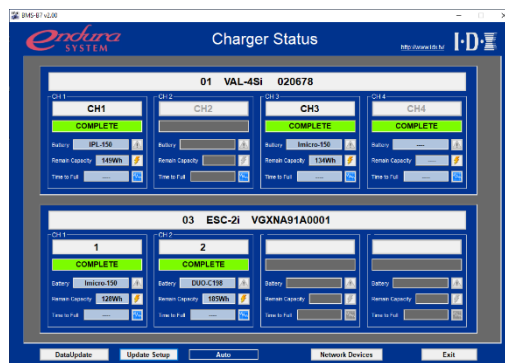 BMS-B7 v2.00
Endura SYSTEM
Charger Status
http://www.idx.tv
I·D·X
01 VAL-4Si 020678
CH 1 CH 2 CH 3 CH 4
CH1 CH2 CH3 CH4
COMPLETE COMPLETE COMPLETE
Battery IPL-150 Battery Battery Imicro-150 Battery ----
Remain Capacity 149Wh Remain Capacity Remain Capacity 134Wh Remain Capacity ----
Time to Full ---- Time to Full Time to Full ---- Time to Full ----
03 ESC-2i VGXNA91A0001
CH 1 CH 2
1 2
COMPLETE COMPLETE
Battery Imicro-150 Battery DUO-C198 Battery Battery
Remain Capacity 128Wh Remain Capacity 185Wh Remain Capacity Remain Capacity
Time to Full ---- Time to Full ---- Time to Full Time to Full
DataUpdate Update Setup Auto Network Devices Exit